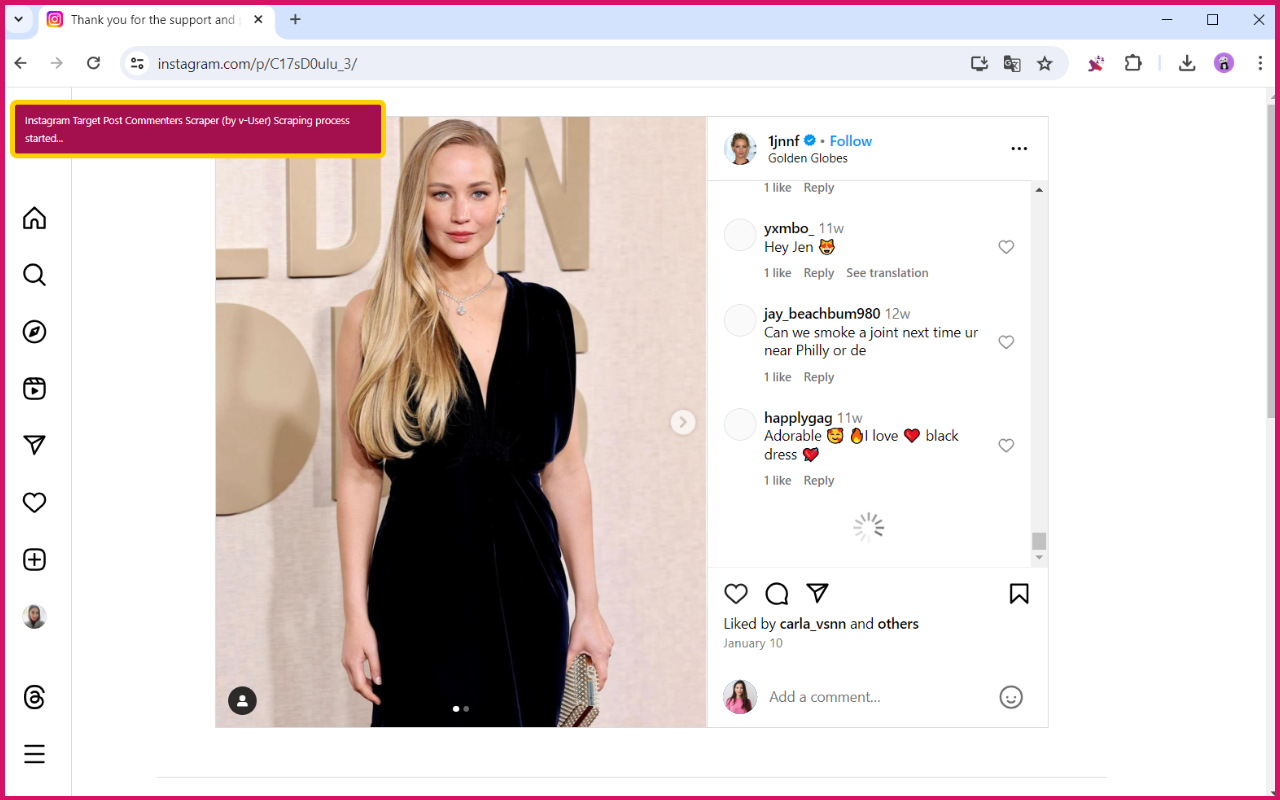 Thank you for the support and
instagram.com/p/C17sD0ulu_3/
Instagram Target Post Commenters Scraper (by v-User) Scraping process
started...
1jnnf • Follow
Golden Globes
1 like Reply
yxmbo_ 11w
Hey Jen 😻
1 like Reply See translation
jay_beachbum980 12w
Can we smoke a joint next time ur
near Philly or de
1 like Reply
happlygag 11w
Adorable 🥰 🔥I love ❤️ black
dress ❤️
1 like Reply
Liked by carla_vsnn and others
January 10
Add a comment...